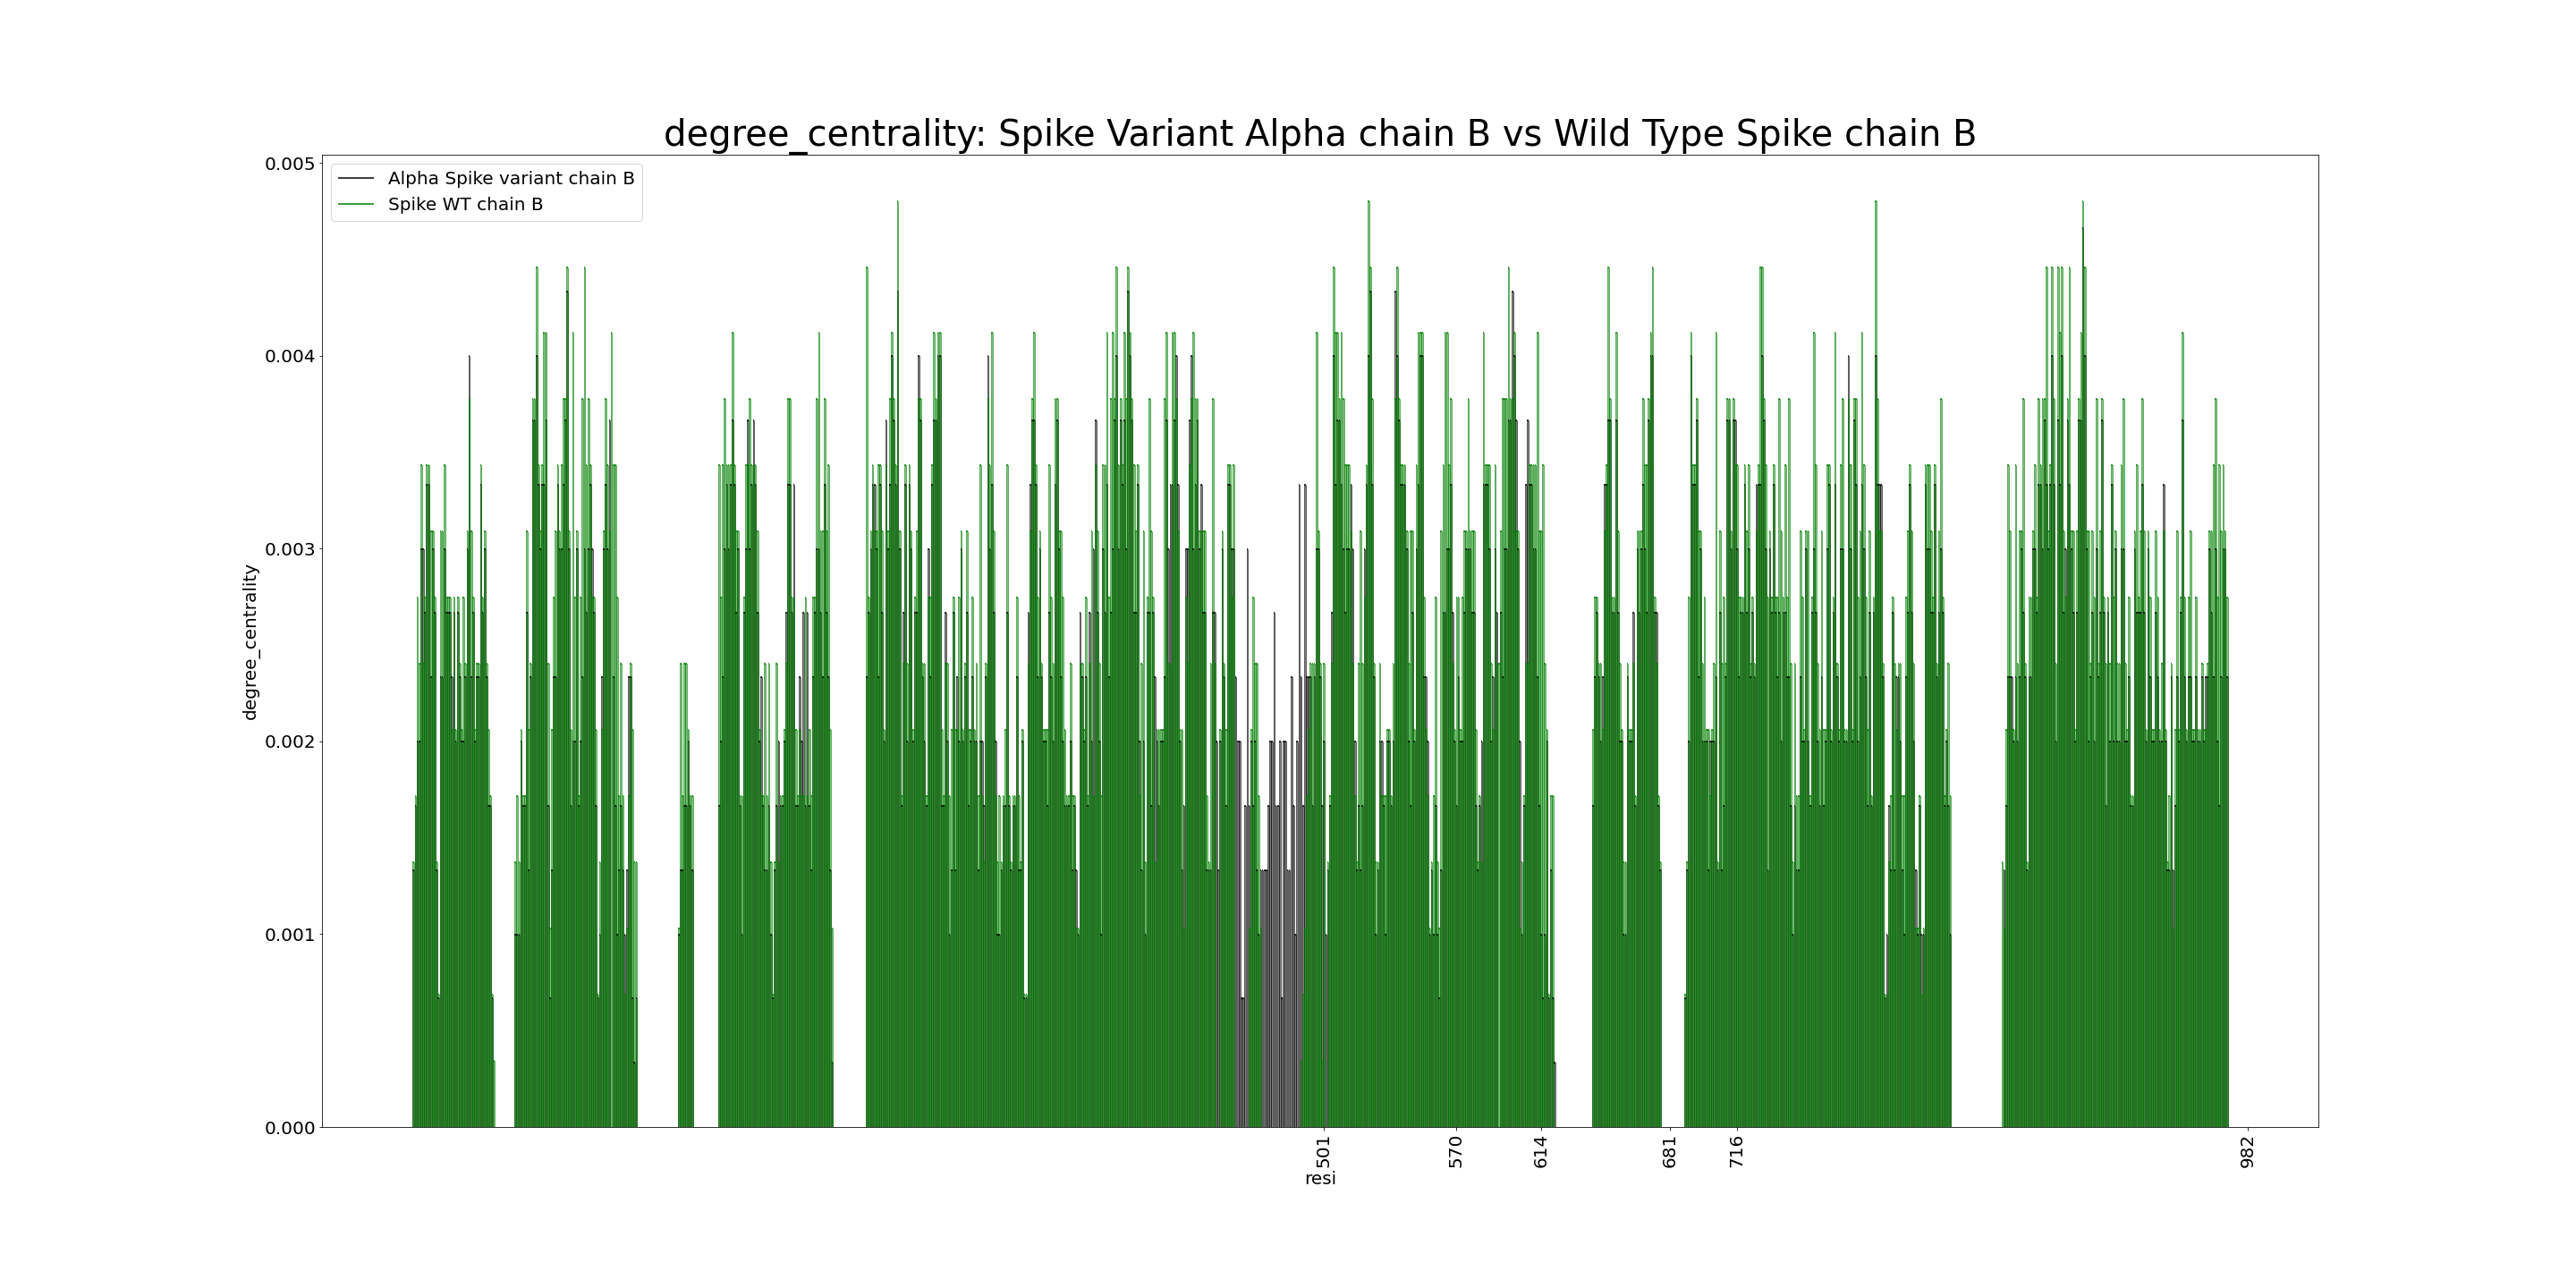 degree_centrality: Spike Variant Alpha chain B vs Wild Type Spike chain B
Alpha Spike variant chain B
Spike WT chain B
0.005
0.004
0.003
0.002
0.001
0.000
degree_centrality
501
570
614
681
716
982
resi